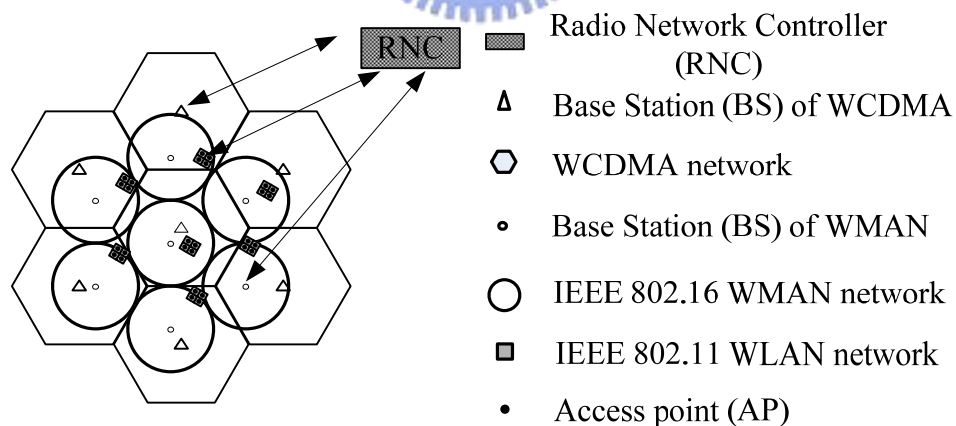 RNC
Radio Network Controller
(RNC)
Base Station (BS) of WCDMA
WCDMA network
Base Station (BS) of WMAN
IEEE 802.16 WMAN network
IEEE 802.11 WLAN network
Access point (AP)